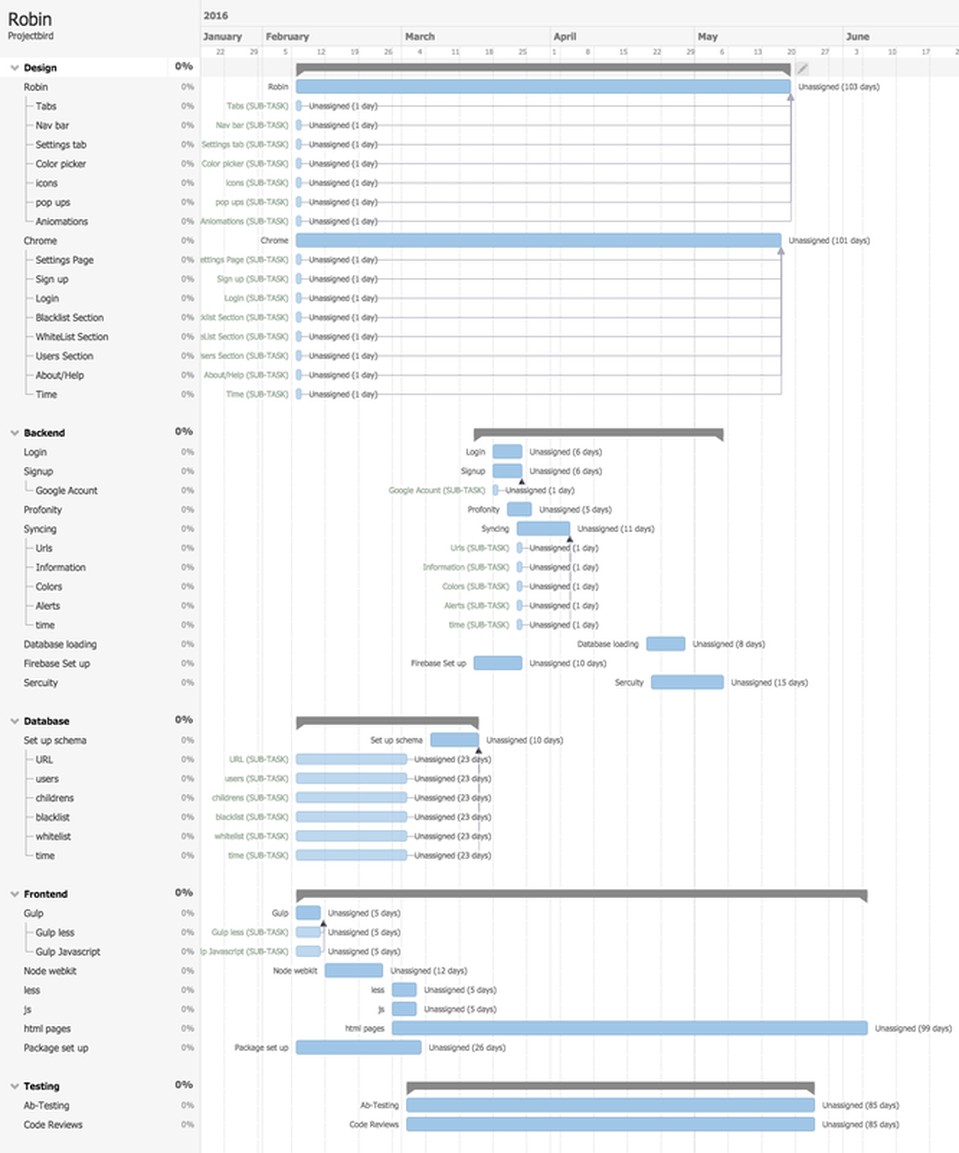 Robin
Projectbird
2016
January February March April May June
22 29 5 12 19 26 4 11 18 25 1 8 15 22 29 6 13 20 27 3 10 17
Design 0%
Robin 0% Robin Unassigned (103 days)
Tabs 0% Tabs (SUB-TASK) Unassigned (1 day)
Nav bar 0% Nav bar (SUB-TASK) Unassigned (1 day)
Settings tab 0% Settings tab (SUB-TASK) Unassigned (1 day)
Color picker 0% Color picker (SUB-TASK) Unassigned (1 day)
icons 0% icons (SUB-TASK) Unassigned (1 day)
pop ups 0% pop ups (SUB-TASK) Unassigned (1 day)
Aniomations 0% Aniomations (SUB-TASK) Unassigned (1 day)
Chrome 0% Chrome Unassigned (101 days)
Settings Page 0% ettings Page (SUB-TASK) Unassigned (1 day)
Sign up 0% Sign up (SUB-TASK) Unassigned (1 day)
Login 0% Login (SUB-TASK) Unassigned (1 day)
Blacklist Section 0% klist Section (SUB-TASK) Unassigned (1 day)
WhiteList Section 0% eList Section (SUB-TASK) Unassigned (1 day)
Users Section 0% sers Section (SUB-TASK) Unassigned (1 day)
About/Help 0% About/Help (SUB-TASK) Unassigned (1 day)
Time 0% Time (SUB-TASK) Unassigned (1 day)
Backend 0%
Login 0% Login Unassigned (6 days)
Signup 0% Signup Unassigned (6 days)
Google Acount 0% Google Acount (SUB-TASK) Unassigned (1 day)
Profonity 0% Profonity Unassigned (5 days)
Syncing 0% Syncing Unassigned (11 days)
Urls 0% Urls (SUB-TASK) Unassigned (1 day)
Information 0% Information (SUB-TASK) Unassigned (1 day)
Colors 0% Colors (SUB-TASK) Unassigned (1 day)
Alerts 0% Alerts (SUB-TASK) Unassigned (1 day)
time 0% time (SUB-TASK) Unassigned (1 day)
Database loading 0% Database loading Unassigned (8 days)
Firebase Set up 0% Firebase Set up Unassigned (10 days)
Sercuity 0% Sercuity Unassigned (15 days)
Database 0%
Set up schema 0% Set up schema Unassigned (10 days)
URL 0% URL (SUB-TASK) Unassigned (23 days)
users 0% users (SUB-TASK) Unassigned (23 days)
childrens 0% childrens (SUB-TASK) Unassigned (23 days)
blacklist 0% blacklist (SUB-TASK) Unassigned (23 days)
whitelist 0% whitelist (SUB-TASK) Unassigned (23 days)
time 0% time (SUB-TASK) Unassigned (23 days)
Frontend 0%
Gulp 0% Gulp Unassigned (5 days)
Gulp less 0% Gulp less (SUB-TASK) Unassigned (5 days)
Gulp Javascript 0% lp Javascript (SUB-TASK) Unassigned (5 days)
Node webkit 0% Node webkit Unassigned (12 days)
less 0% less Unassigned (5 days)
js 0% js Unassigned (5 days)
html pages 0% html pages Unassigned (99 days)
Package set up 0% Package set up Unassigned (26 days)
Testing 0%
Ab-Testing 0% Ab-Testing Unassigned (85 days)
Code Reviews 0% Code Reviews Unassigned (85 days)